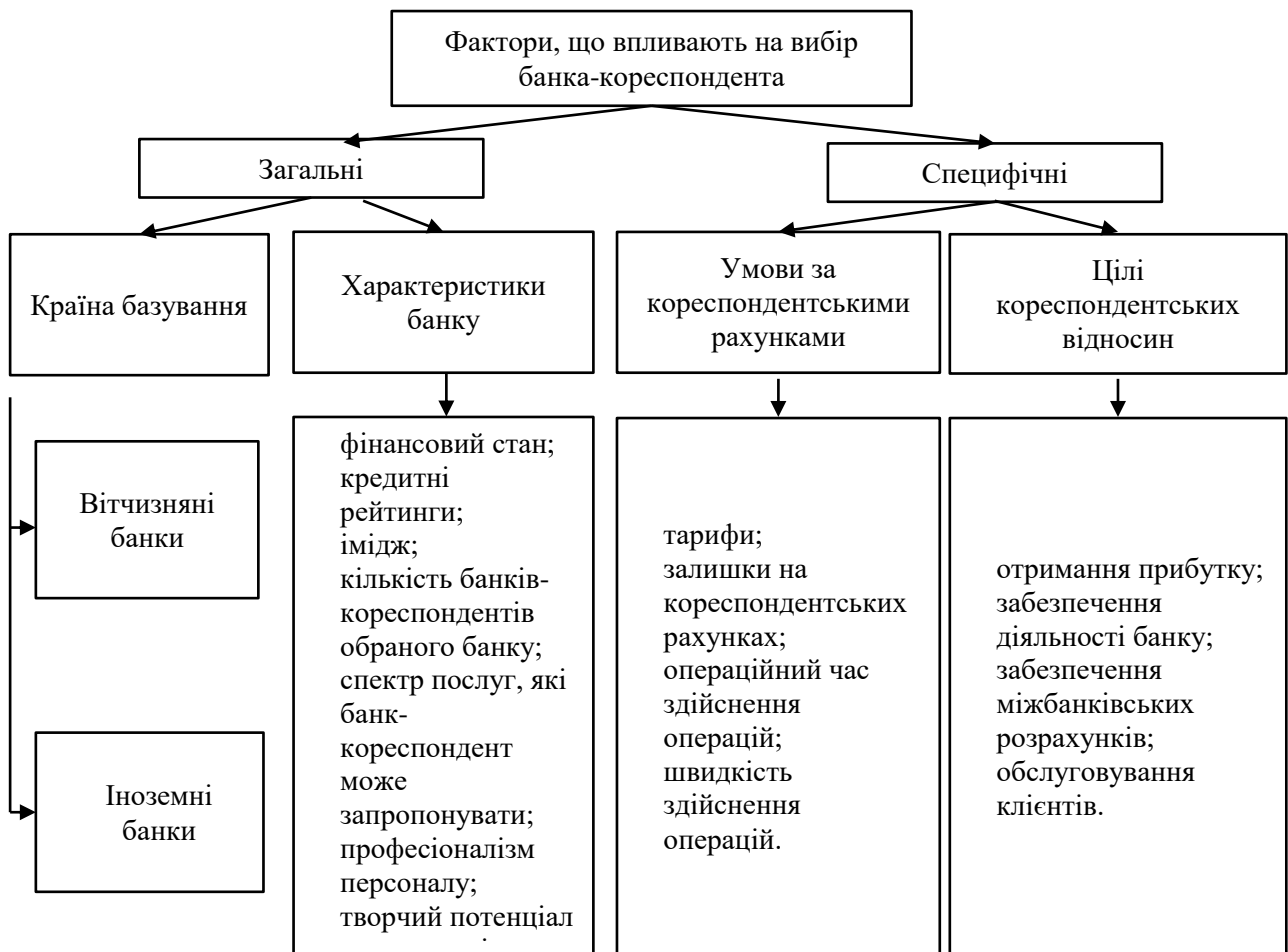 Фактори, що впливають на вибір
банка-кореспондента
Загальні
Специфічні
Країна базування
Характеристики
банку
Умови за
кореспондентськими
рахунками
Цілі
кореспондентських
відносин
Вітчизняні
банки
Іноземні
банки
фінансовий стан;
кредитні
рейтинги;
імідж;
кількість банків-
кореспондентів
обраного банку;
спектр послуг, які
банк-
кореспондент
може
запропонувати;
професіоналізм
персоналу;
творчий потенціал
тарифи;
залишки на
кореспондентських
рахунках;
операційний час
здійснення
операцій;
швидкість
здійснення
операцій.
отримання прибутку;
забезпечення
діяльності банку;
забезпечення
міжбанківських
розрахунків;
обслуговування
клієнтів.